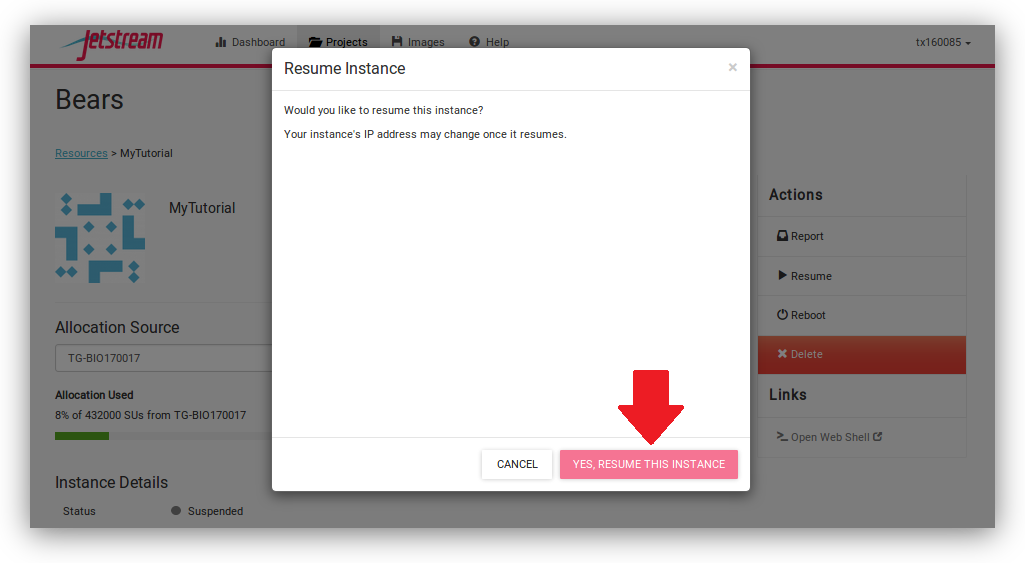 Jetstream
Dashboard
Projects
Images
Help
tx160085
Resume Instance
×
Would you like to resume this instance?
Your instance's IP address may change once it resumes.
CANCEL
YES, RESUME THIS INSTANCE
Bears
Resources > MyTutorial
MyTutorial
Allocation Source
TG-BIO170017
Allocation Used
8% of 432000 SUs from TG-BIO170017
Instance Details
Status
Suspended
Actions
Report
Resume
Reboot
Delete
Links
Open Web Shell